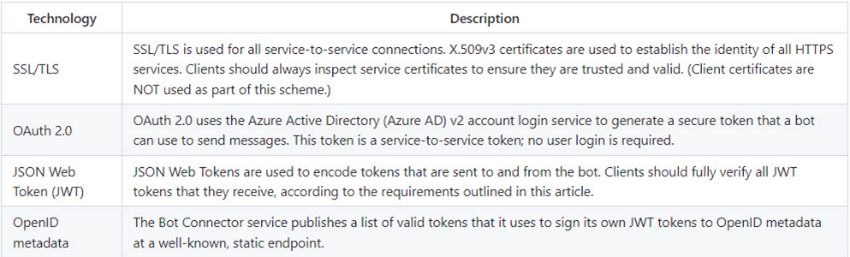 Technology
Description
SSL/TLS
SSL/TLS is used for all service-to-service connections. X.509v3 certificates are used to establish the identity of all HTTPS
services. Clients should always inspect service certificates to ensure they are trusted and valid. (Client certificates are
NOT used as part of this scheme.)
OAuth 2.0
OAuth 2.0 uses the Azure Active Directory (Azure AD) v2 account login service to generate a secure token that a bot
can use to send messages. This token is a service-to-service token; no user login is required.
JSON Web
Token (JWT)
JSON Web Tokens are used to encode tokens that are sent to and from the bot. Clients should fully verify all JWT
tokens that they receive, according to the requirements outlined in this article.
OpenID
metadata
The Bot Connector service publishes a list of valid tokens that it uses to sign its own JWT tokens to OpenID metadata
at a well-known, static endpoint.